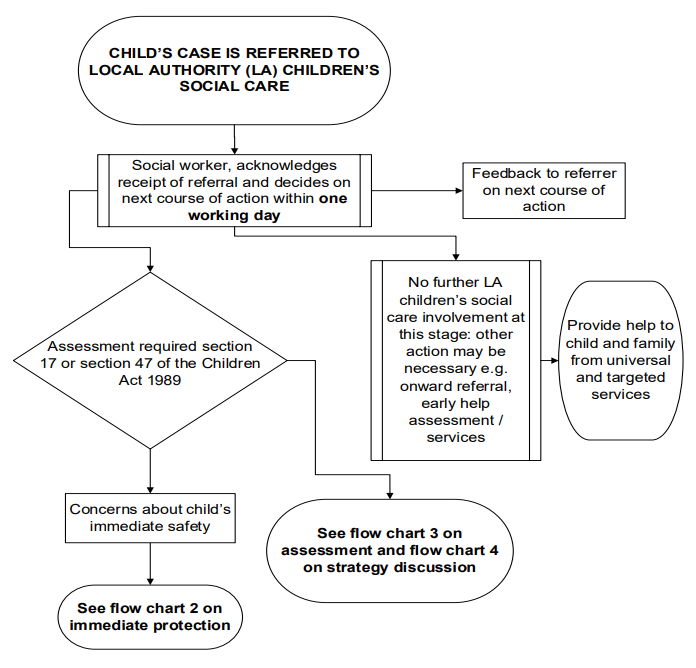 CHILD'S CASE IS REFERRED TO
LOCAL AUTHORITY (LA) CHILDREN'S
SOCIAL CARE
Social worker, acknowledges
receipt of referral and decides on
next course of action within one
working day
Feedback to referrer
on next course of
action
No further LA
children's social
care involvement at
this stage: other
action may be
necessary e.g.
onward referral,
early help
assessment /
services
Provide help to
child and family
from universal
and targeted
services
Assessment required section
17 or section 47 of the Children
Act 1989
Concerns about child's
immediate safety
See flow chart 3 on
assessment and flow chart 4
on strategy discussion
See flow chart 2 on
immediate protection